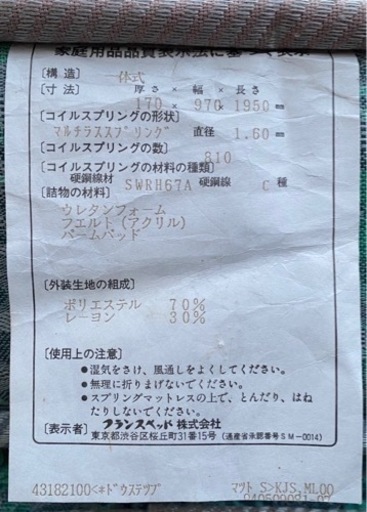 家庭用品品質表示法に基づく表示
〔構造〕 一体式
〔寸法〕 厚さ × 幅 × 長さ
170 × 970 × 1950 mm
〔コイルスプリングの形状〕
マルチラススプリング 直径 1.60 mm
〔コイルスプリングの数〕 810
〔コイルスプリングの材料の種類〕
硬鋼線材 SWRH67A 硬鋼線 C 種
〔詰物の材料〕
ウレタンフォーム
フエルト (アクリル)
パームパッド
〔外装生地の組成〕
ポリエステル 70%
レーヨン 30%
〔使用上の注意〕
●湿気をさけ、風通しをよくしてください。
●無理に折りまげないでください。
●スプリングマットレスの上で、とんだり、はね
たりしないでください。
〔表示者〕 フランスベッド 株式会社
東京都渋谷区桜丘町31番15号 (通産省承認番号SM-0014)
43182100<*ドウステツブ マツト S>KJS.ML00